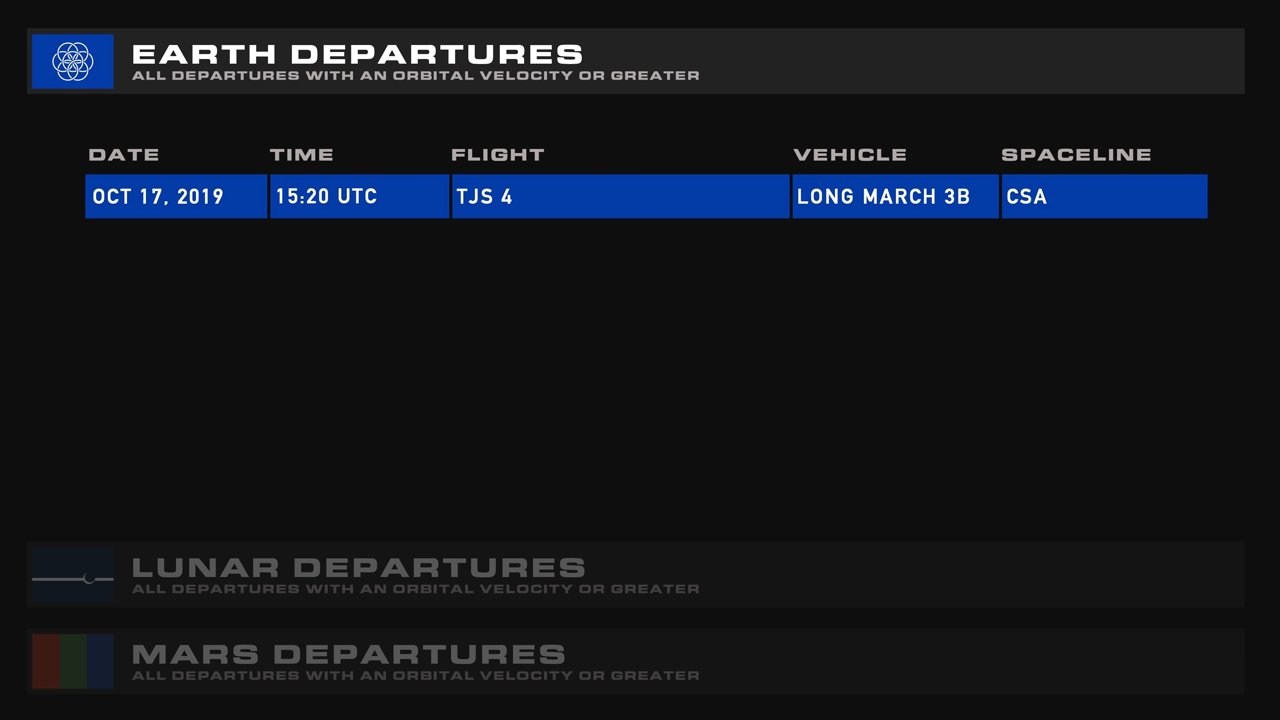 EARTH DEPARTURES
ALL DEPARTURES WITH AN ORBITAL VELOCITY OR GREATER
DATE TIME FLIGHT VEHICLE SPACELINE
OCT 17, 2019 15:20 UTC TJS 4 LONG MARCH 3B CSA
LUNAR DEPARTURES
ALL DEPARTURES WITH AN ORBITAL VELOCITY OR GREATER
MARS DEPARTURES
ALL DEPARTURES WITH AN ORBITAL VELOCITY OR GREATER